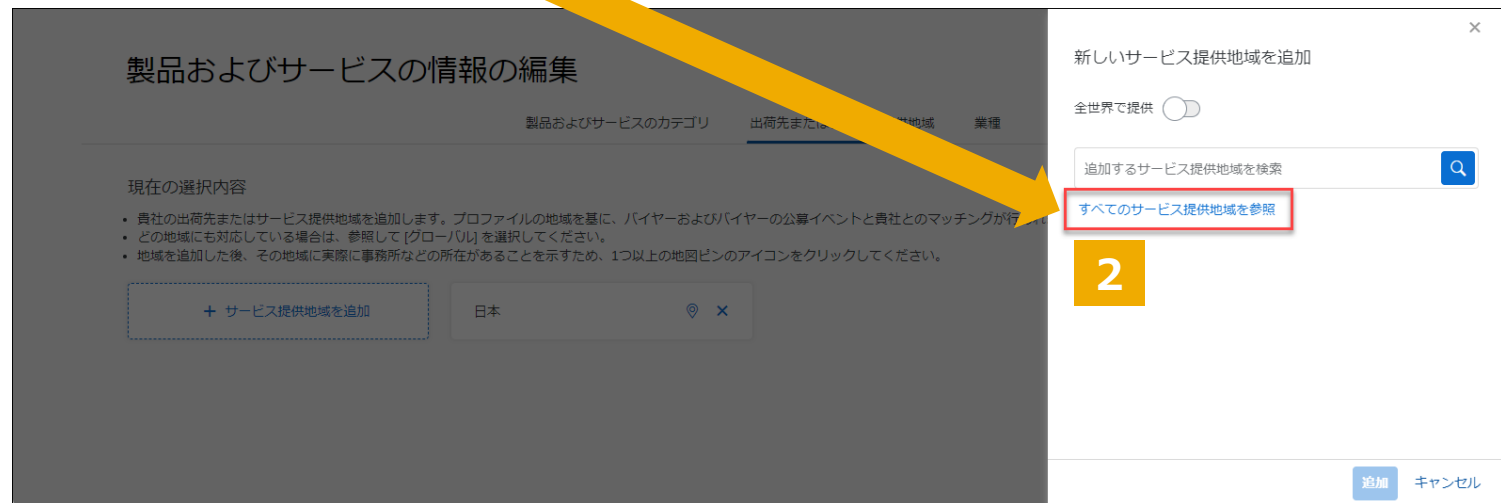 製品およびサービスの情報の編集
製品およびサービスのカテゴリ 出荷先または 供地域 業種
現在の選択内容
• 貴社の出荷先またはサービス提供地域を追加します。プロファイルの地域を基に、バイヤーおよびバイヤーの公募イベントと貴社とのマッチングが行
• どの地域にも対応している場合は、参照して [グローバル] を選択してください。
• 地域を追加した後、その地域に実際に事務所などの所在があることを示すため、1つ以上の地図ピンのアイコンをクリックしてください。
+ サービス提供地域を追加
日本
新しいサービス提供地域を追加
全世界で提供
追加するサービス提供地域を検索
すべてのサービス提供地域を参照
2
追加 キャンセル